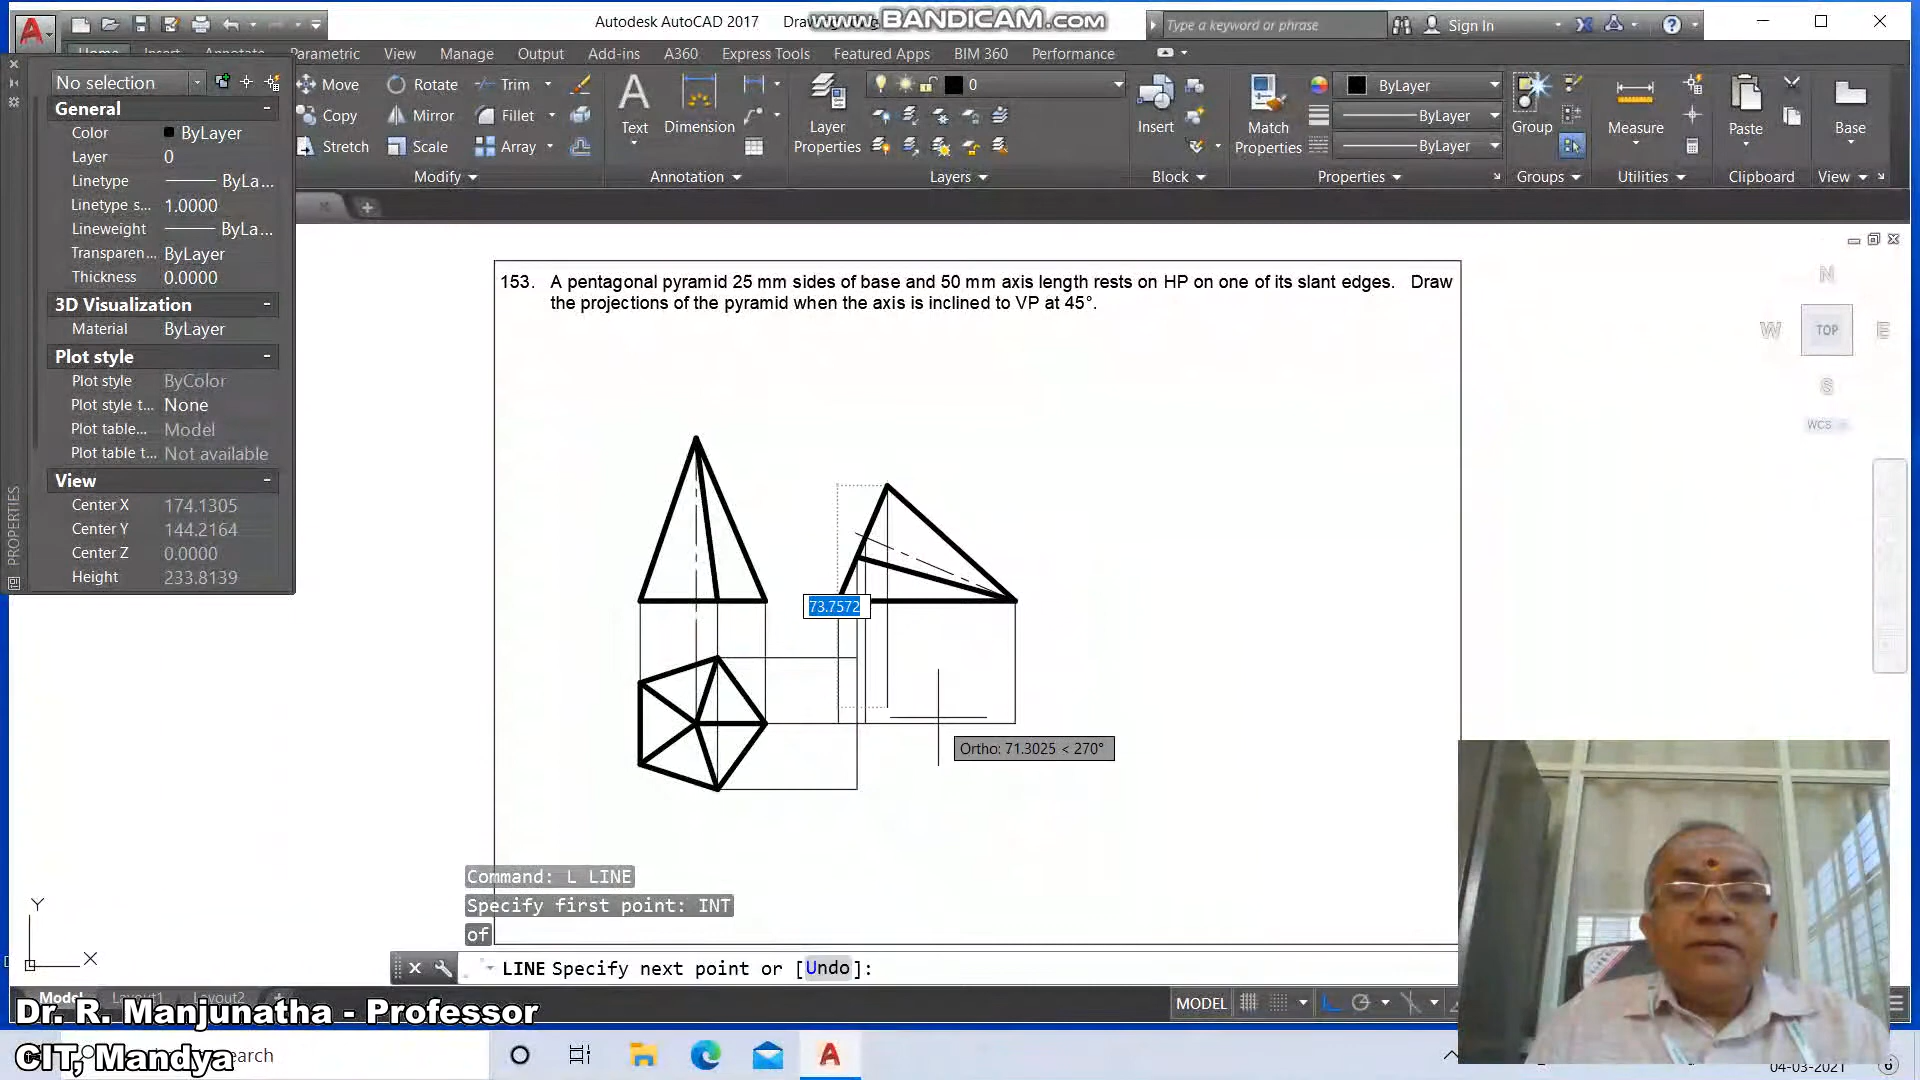 Autodesk AutoCAD 2017
www.BANDICAM.com
Type a keyword or phrase
Sign In
Parametric View Manage Output Add-ins A360 Express Tools Featured Apps BIM 360 Performance
No selection
General
Color ByLayer
Layer 0
Linetype ByLa...
Linetype s... 1.0000
Lineweight ByLa...
Transparen... ByLayer
Thickness 0.0000
3D Visualization
Material ByLayer
Plot style
Plot style ByColor
Plot style t... None
Plot table... Model
Plot table t... Not available
View
Center X 174.1305
Center Y 144.2164
Center Z 0.0000
Height 233.8139
PROPERTIES
Move Rotate Trim
Copy Mirror Fillet
Stretch Scale Array
Modify
Text Dimension
Annotation
Layer Properties
0
Layers
Insert
Block
Match Properties
ByLayer
ByLayer
ByLayer
Properties
Group
Groups
Measure
Utilities
Paste
Clipboard
Base
View
153. A pentagonal pyramid 25 mm sides of base and 50 mm axis length rests on HP on one of its slant edges. Draw
the projections of the pyramid when the axis is inclined to VP at 45°.
N
W TOP E
S
WCS
73.7572
Ortho: 71.3025 < 270°
Command: L LINE
Specify first point: INT
of
LINE Specify next point or [Undo]:
Y
X
Model Layout1 Layout2
MODEL
Dr. R. Manjunatha - Professor
CIT, Mandya
04-03-2021
6